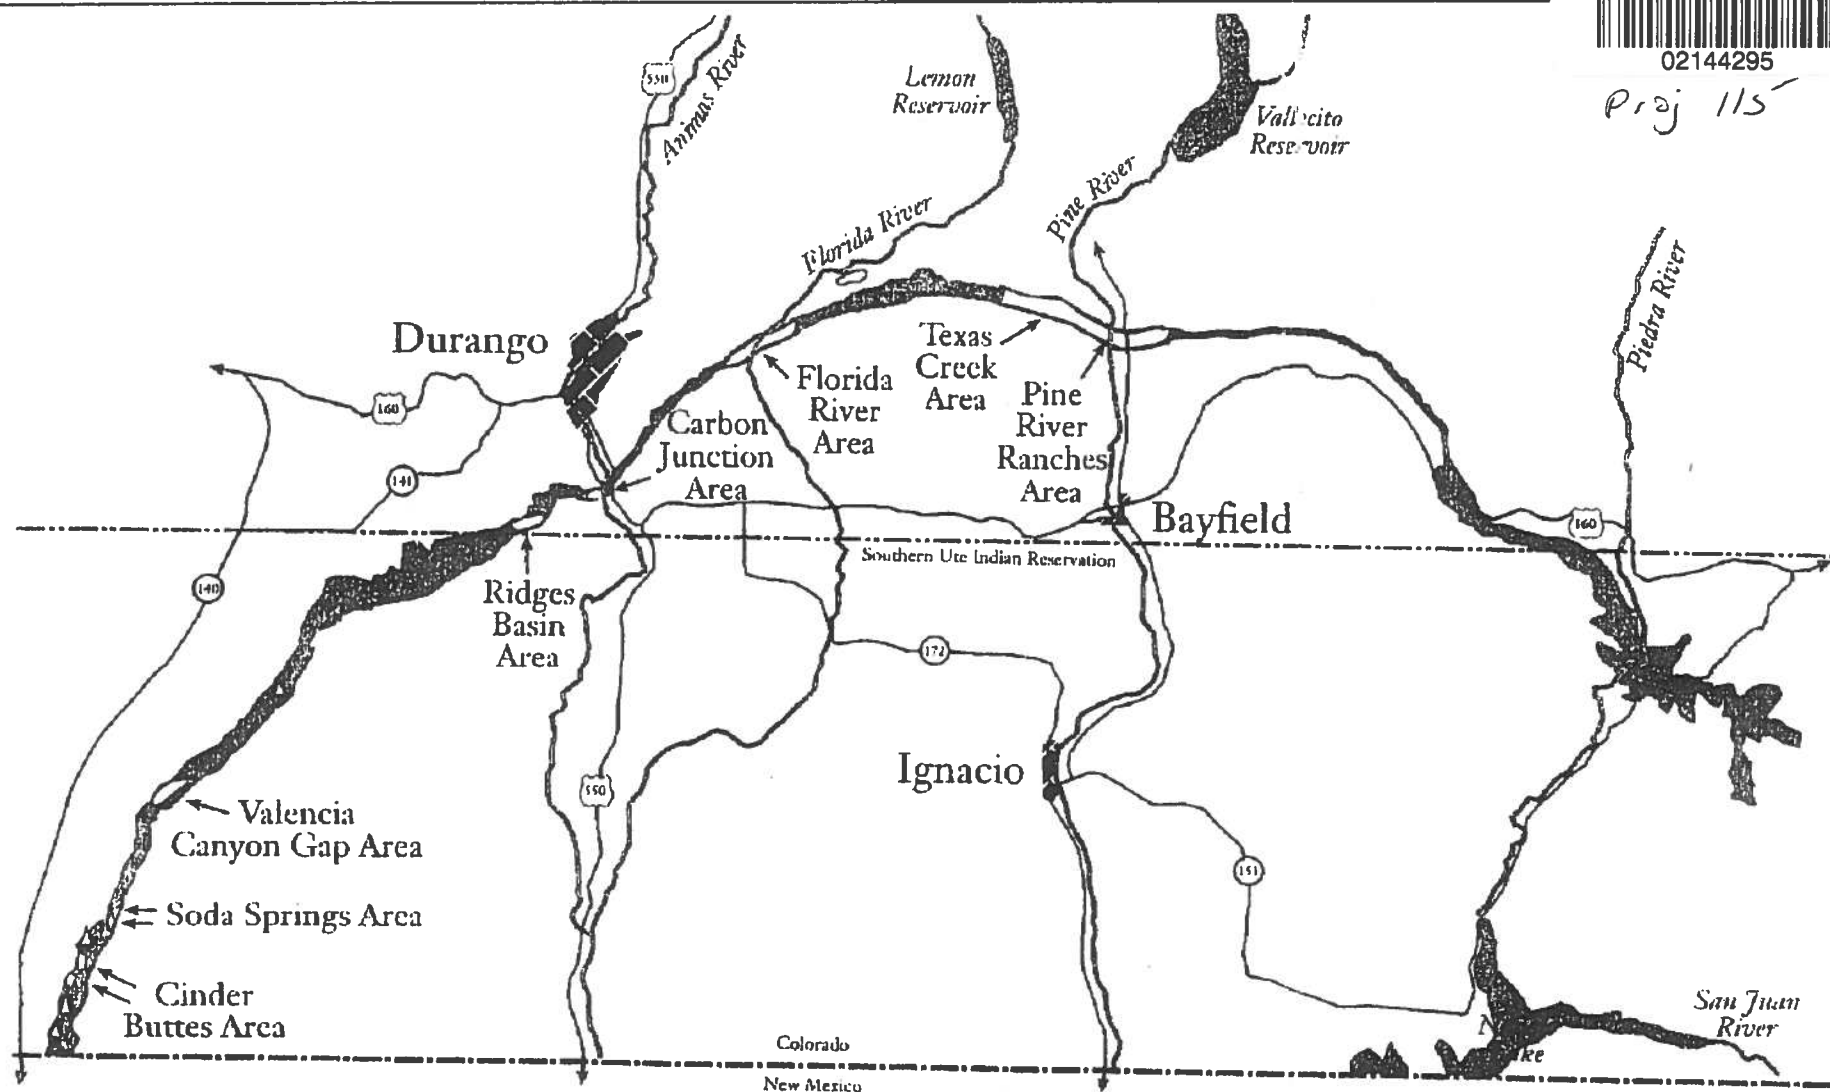 02144295
Proj 115
550
Animas River
Lemon
Reservoir
Vallecito
Reservoir
Pine River
Florida River
Piedra River
Durango
160
Texas
Creek
Area
Florida
River
Area
Pine
River
Ranches
Area
Carbon
Junction
Area
141
Bayfield
160
Southern Ute Indian Reservation
140
Ridges
Basin
Area
172
Ignacio
550
Valencia
Canyon Gap Area
151
Soda Springs Area
Cinder
Buttes Area
San Juan
River
Colorado
New Mexico